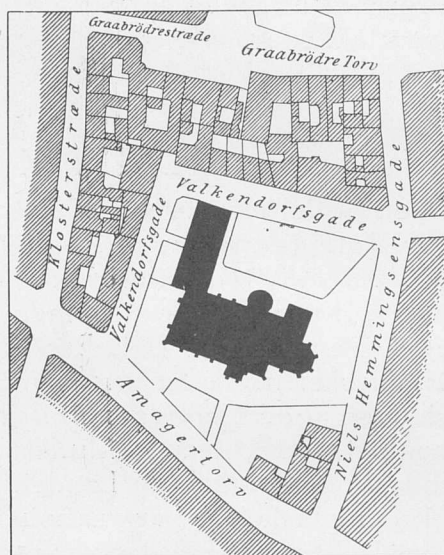 Graabrödrestræde
Graabrödre Torv
Klosterstræde
Valkendorfsgade
Valkendorfsgade
Niels Hemmingsensgade
Amagertorv